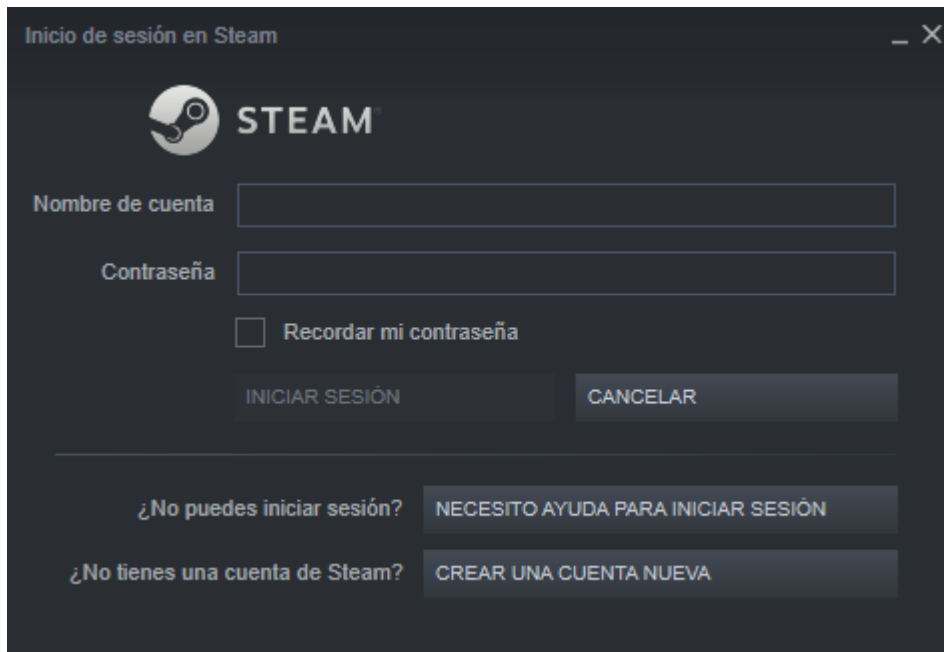 Inicio de sesión en Steam
STEAM
Nombre de cuenta
Contraseña
Recordar mi contraseña
INICIAR SESIÓN
CANCELAR
¿No puedes iniciar sesión?
NECESITO AYUDA PARA INICIAR SESIÓN
¿No tienes una cuenta de Steam?
CREAR UNA CUENTA NUEVA